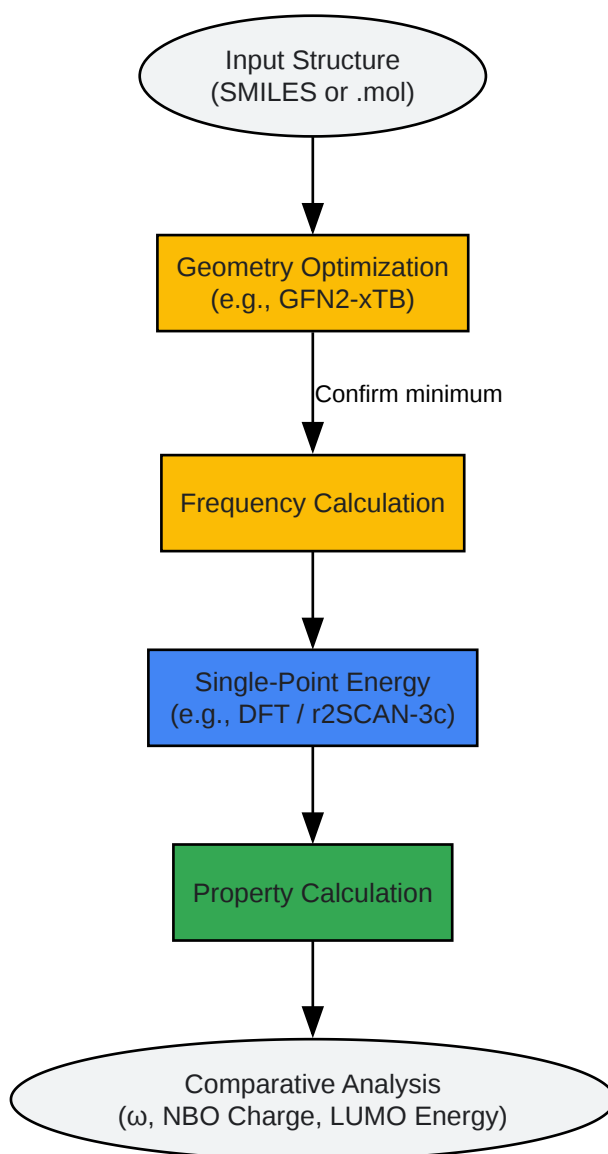 Input Structure
(SMILES or .mol)
Geometry Optimization
(e.g., GFN2-xTB)
Confirm minimum
Frequency Calculation
Single-Point Energy
(e.g., DFT / r2SCAN-3c)
Property Calculation
Comparative Analysis
(ω, NBO Charge, LUMO Energy)